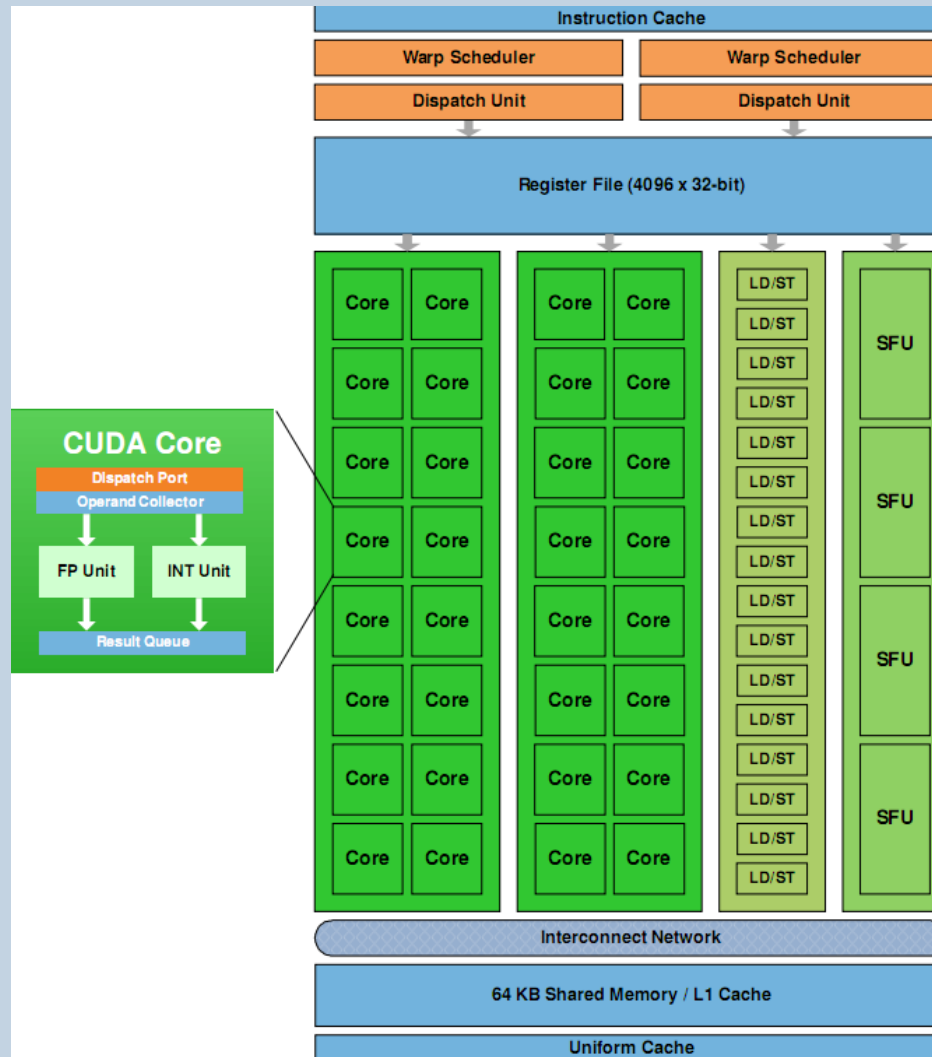 Instruction Cache
Warp Scheduler Warp Scheduler
Dispatch Unit Dispatch Unit
Register File (4096 x 32-bit)
Core Core Core Core LD/ST
LD/ST
SFU
Core Core Core Core LD/ST
LD/ST
Core Core Core Core LD/ST
LD/ST
SFU
Core Core Core Core LD/ST
LD/ST
Core Core Core Core LD/ST
LD/ST
SFU
Core Core Core Core LD/ST
LD/ST
Core Core Core Core LD/ST
LD/ST
SFU
Core Core Core Core LD/ST
LD/ST
CUDA Core
Dispatch Port
Operand Collector
FP Unit INT Unit
Result Queue
Interconnect Network
64 KB Shared Memory / L1 Cache
Uniform Cache